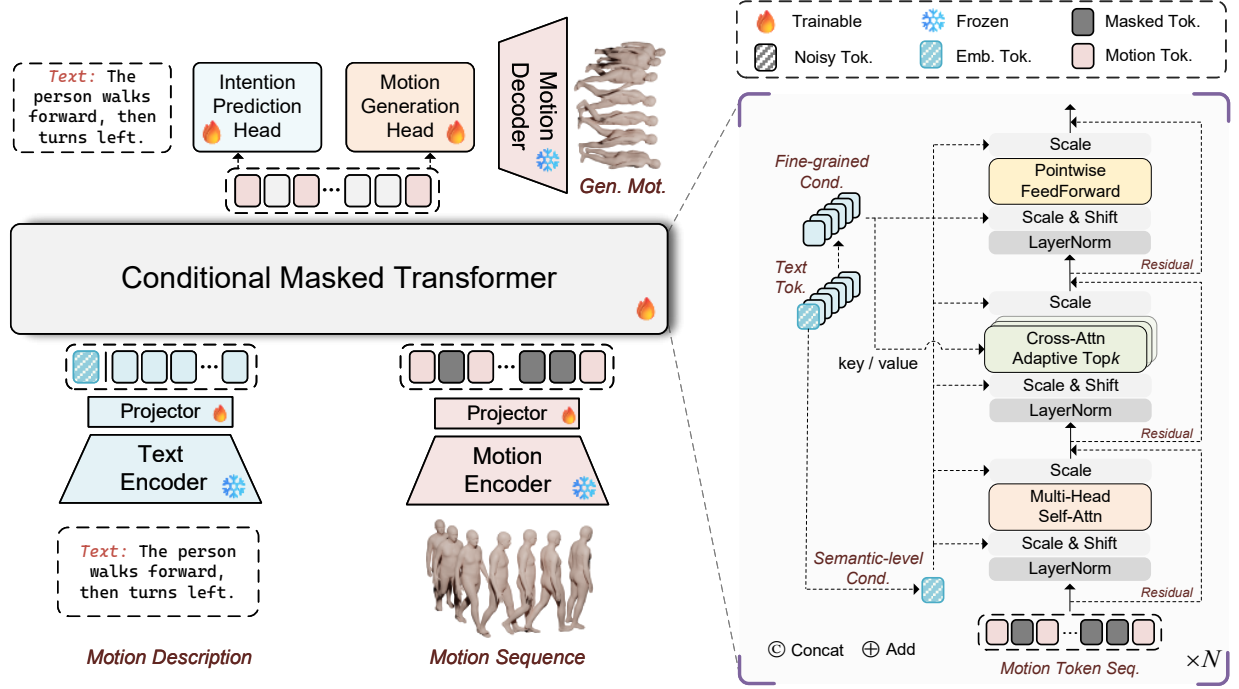 Text: The
person walks
forward, then
turns left.
Intention
Prediction
Head
Motion
Generation
Head
Motion
Decoder
Gen. Mot.
Conditional Masked Transformer
Projector
Text
Encoder
Projector
Motion
Encoder
Text: The person
walks forward,
then turns left.
Motion Description
Motion Sequence
Trainable
Frozen
Masked Tok.
Noisy Tok.
Emb. Tok.
Motion Tok.
Fine-grained
Cond.
Text
Tok.
key / value
Semantic-level
Cond.
Scale
Pointwise
FeedForward
Scale & Shift
LayerNorm
Residual
Scale
Cross-Attn
Adaptive Topk
Scale & Shift
LayerNorm
Residual
Scale
Multi-Head
Self-Attn
Scale & Shift
LayerNorm
Residual
© Concat
⊕ Add
Motion Token Seq.
×N